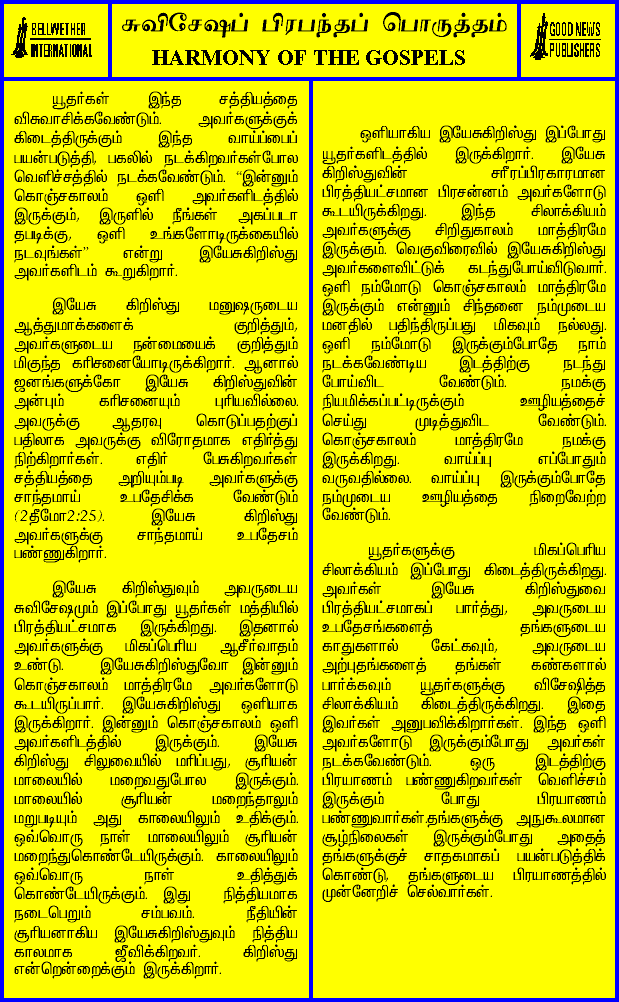 BELLWETHER
INTERNATIONAL
சுவிசேஷப் பிரபந்தப் பொருத்தம்
HARMONY OF THE GOSPELS
GOOD NEWS
PUBLISHERS
யூதர்கள் இந்த சத்தியத்தை
விசுவாசிக்கவேண்டும். அவர்களுக்குக்
கிடைத்திருக்கும் இந்த வாய்ப்பைப்
பயன்படுத்தி, பகலில் நடக்கிறவர்கள்போல
வெளிச்சத்தில் நடக்கவேண்டும். “இன்னும்
கொஞ்சகாலம் ஒளி அவர்களிடத்தில்
இருக்கும், இருளில் நீங்கள் அகப்படா
தபடிக்கு, ஒளி உங்களோடிருக்கையில்
நடவுங்கள்” என்று இயேசுகிறிஸ்து
அவர்களிடம் கூறுகிறார்.
இயேசு கிறிஸ்து மனுஷருடைய
ஆத்துமாக்களைக் குறித்தும்,
அவர்களுடைய நன்மையைக் குறித்தும்
மிகுந்த கரிசனையோடிருக்கிறார். ஆனால்
ஜனங்களுக்கோ இயேசு கிறிஸ்துவின்
அன்பும் கரிசனையும் புரியவில்லை.
அவருக்கு ஆதரவு கொடுப்பதற்குப்
பதிலாக அவருக்கு விரோதமாக எதிர்த்து
நிற்கிறார்கள். எதிர் பேசுகிறவர்கள்
சத்தியத்தை அறியும்படி அவர்களுக்கு
சாந்தமாய் உபதேசிக்க வேண்டும்
(2தீமோ2:25). இயேசு கிறிஸ்து
அவர்களுக்கு சாந்தமாய் உபதேசம்
பண்ணுகிறார்.
இயேசு கிறிஸ்துவும் அவருடைய
சுவிசேஷமும் இப்போது யூதர்கள் மத்தியில்
பிரத்தியட்சமாக இருக்கிறது. இதனால்
அவர்களுக்கு மிகப்பெரிய ஆசீர்வாதம்
உண்டு. இயேசுகிறிஸ்துவோ இன்னும்
கொஞ்சகாலம் மாத்திரமே அவர்களோடு
கூடயிருப்பார். இயேசுகிறிஸ்து ஒளியாக
இருக்கிறார். இன்னும் கொஞ்சகாலம் ஒளி
அவர்களிடத்தில் இருக்கும். இயேசு
கிறிஸ்து சிலுவையில் மரிப்பது, சூரியன்
மாலையில் மறைவதுபோல இருக்கும்.
மாலையில் சூரியன் மறைந்தாலும்
மறுபடியும் அது காலையிலும் உதிக்கும்.
ஒவ்வொரு நாள் மாலையிலும் சூரியன்
மறைந்துகொண்டேயிருக்கும். காலையிலும்
ஒவ்வொரு நாள் உதித்துக்
கொண்டேயிருக்கும். இது நித்தியமாக
நடைபெறும் சம்பவம். நீதியின்
சூரியனாகிய இயேசுகிறிஸ்துவும் நித்திய
காலமாக ஜீவிக்கிறவர். கிறிஸ்து
என்றென்றைக்கும் இருக்கிறார்.
ஒளியாகிய இயேசுகிறிஸ்து இப்போது
யூதர்களிடத்தில் இருக்கிறார். இயேசு
கிறிஸ்துவின் சரீரப்பிரகாரமான
பிரத்தியட்சமான பிரசன்னம் அவர்களோடு
கூடயிருக்கிறது. இந்த சிலாக்கியம்
அவர்களுக்கு சிறிதுகாலம் மாத்திரமே
இருக்கும். வெகுவிரைவில் இயேசுகிறிஸ்து
அவர்களைவிட்டுக் கடந்துபோய்விடுவார்.
ஒளி நம்மோடு கொஞ்சகாலம் மாத்திரமே
இருக்கும் என்னும் சிந்தனை நம்முடைய
மனதில் பதிந்திருப்பது மிகவும் நல்லது.
ஒளி நம்மோடு இருக்கும்போதே நாம்
நடக்கவேண்டிய இடத்திற்கு நடந்து
போய்விட வேண்டும். நமக்கு
நியமிக்கப்பட்டிருக்கும் ஊழியத்தைச்
செய்து முடித்துவிட வேண்டும்.
கொஞ்சகாலம் மாத்திரமே நமக்கு
இருக்கிறது. வாய்ப்பு எப்போதும்
வருவதில்லை. வாய்ப்பு இருக்கும்போதே
நம்முடைய ஊழியத்தை நிறைவேற்ற
வேண்டும்.
யூதர்களுக்கு மிகப்பெரிய
சிலாக்கியம் இப்போது கிடைத்திருக்கிறது.
அவர்கள் இயேசு கிறிஸ்துவை
பிரத்தியட்சமாகப் பார்த்து, அவருடைய
உபதேசங்களைத் தங்களுடைய
காதுகளால் கேட்கவும், அவருடைய
அற்புதங்களைத் தங்கள் கண்களால்
பார்க்கவும் யூதர்களுக்கு விசேஷித்த
சிலாக்கியம் கிடைத்திருக்கிறது. இதை
இவர்கள் அனுபவிக்கிறார்கள். இந்த ஒளி
அவர்களோடு இருக்கும்போது அவர்கள்
நடக்கவேண்டும். ஒரு இடத்திற்கு
பிரயாணம் பண்ணுகிறவர்கள் வெளிச்சம்
இருக்கும் போது பிரயாணம்
பண்ணுவார்கள்.தங்களுக்கு அநுகூலமான
சூழ்நிலைகள் இருக்கும்போது அதைத்
தங்களுக்குச் சாதகமாகப் பயன்படுத்திக்
கொண்டு, தங்களுடைய பிரயாணத்தில்
முன்னேறிச் செல்வார்கள்.